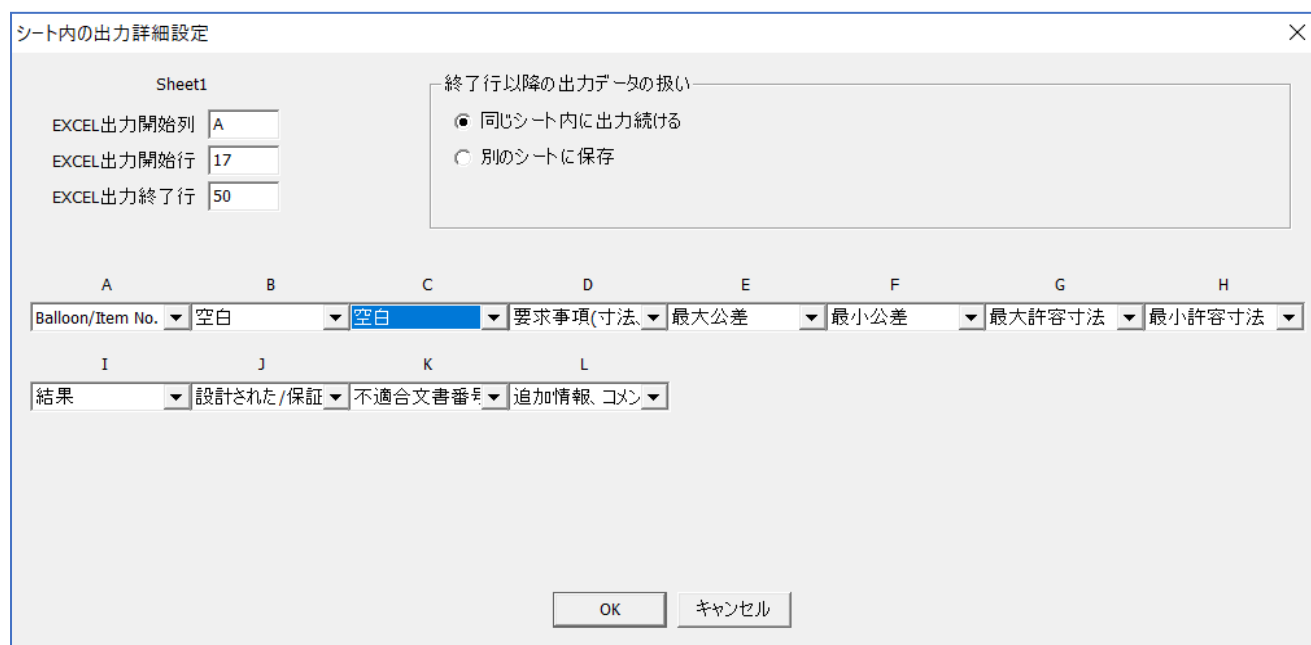 シート内の出力詳細設定
Sheet1
EXCEL出力開始列 A
EXCEL出力開始行 17
EXCEL出力終了行 50
終了行以降の出力データの扱い
同じシート内に出力続ける
別のシートに保存
A B C D E F G H
Balloon/Item No. 空白 空白 要求事項(寸法、 最大公差 最小公差 最大許容寸法 最小許容寸法
I J K L
結果 設計された/保証 不適合文書番号 追加情報、コメン
OK キャンセル